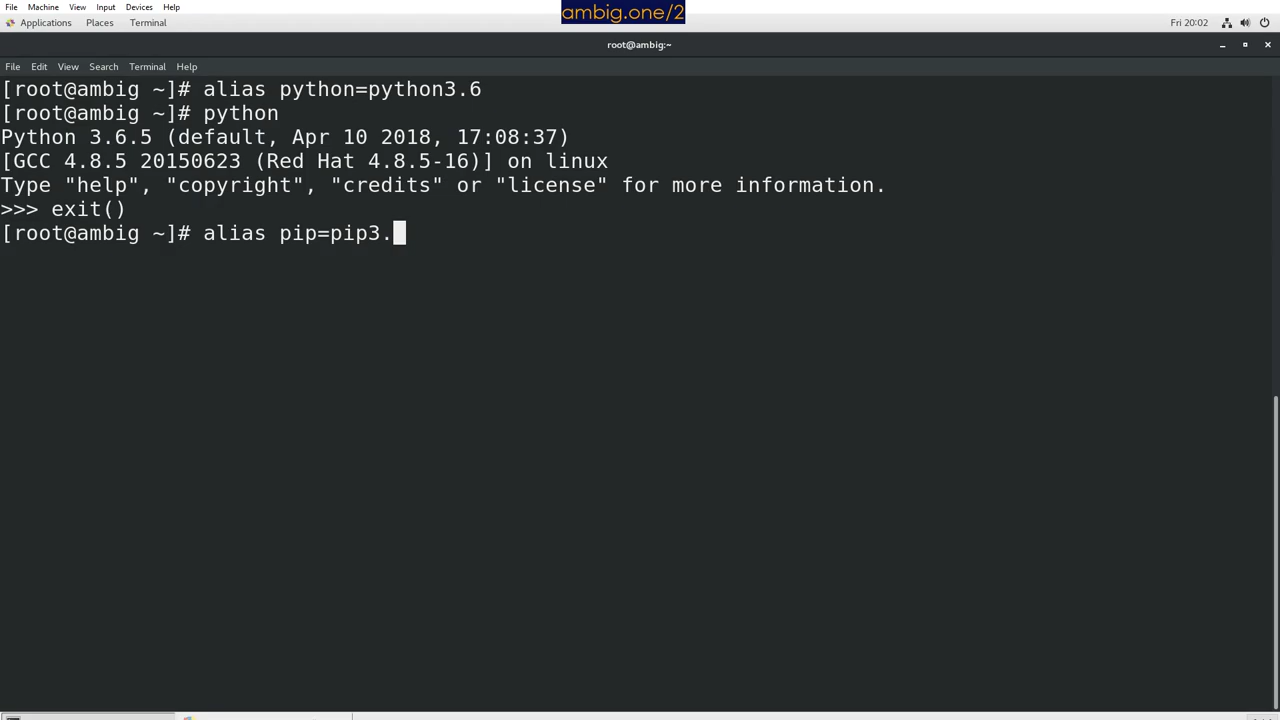 File Machine View Input Devices Help
ambig.one/2
Applications Places Terminal Fri 20:02
root@ambig:~
File Edit View Search Terminal Help
[root@ambig ~]# alias python=python3.6
[root@ambig ~]# python
Python 3.6.5 (default, Apr 10 2018, 17:08:37)
[GCC 4.8.5 20150623 (Red Hat 4.8.5-16)] on linux
Type "help", "copyright", "credits" or "license" for more information.
>>> exit()
[root@ambig ~]# alias pip=pip3.